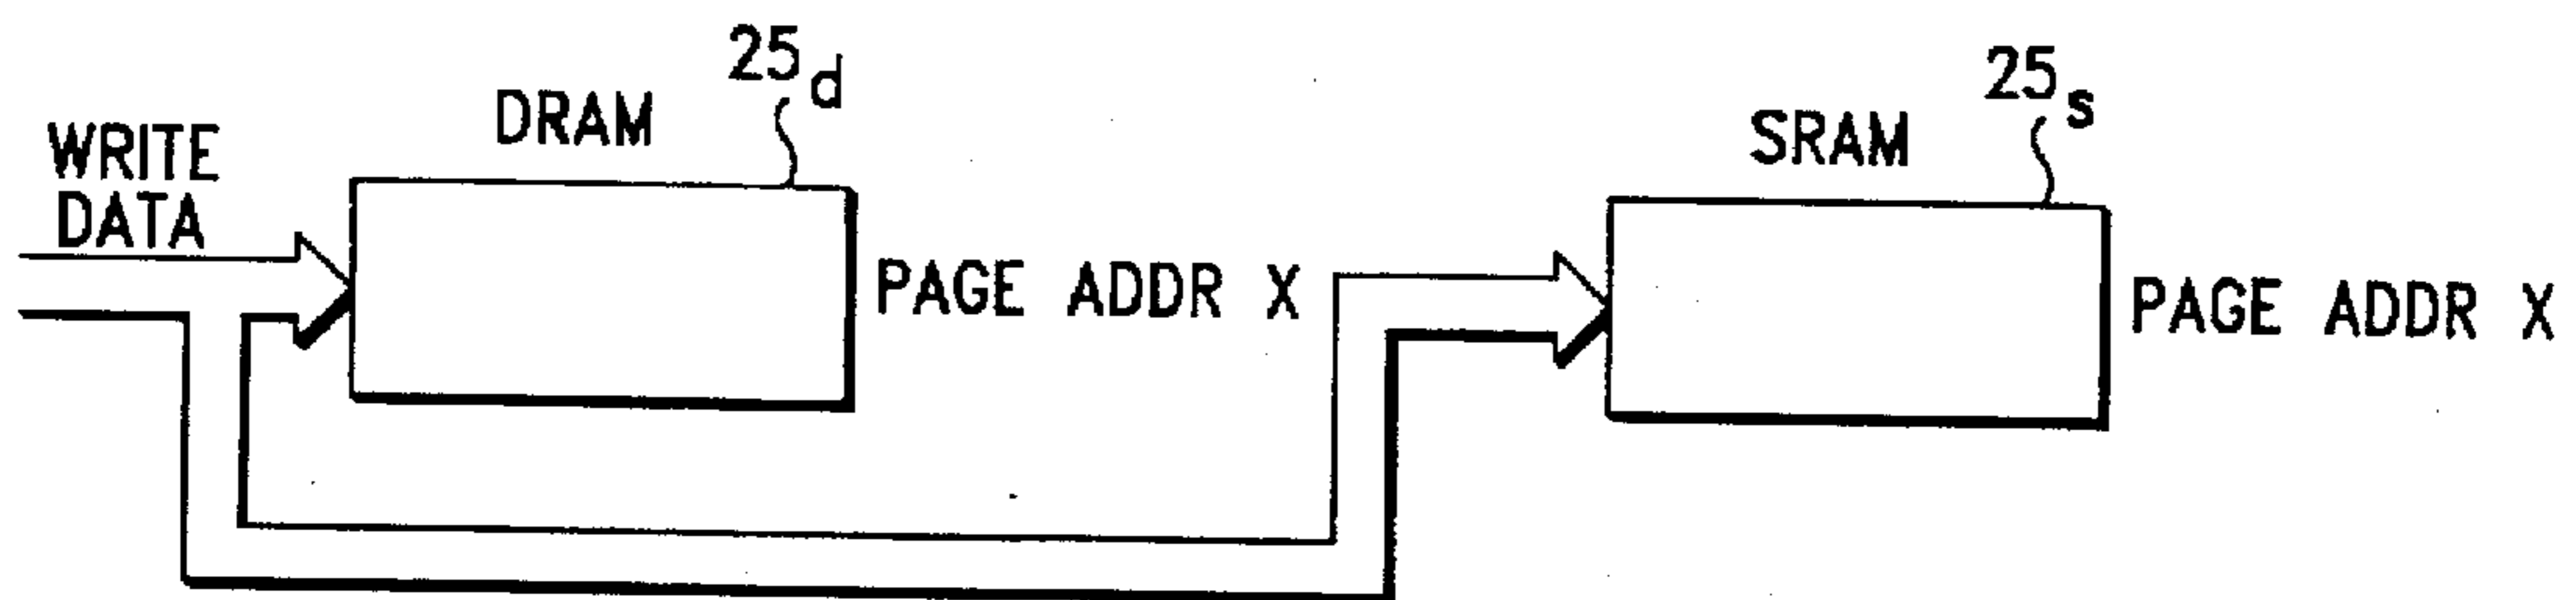 WRITE
DATA
DRAM
25d
PAGE ADDR X
SRAM
25s
PAGE ADDR X